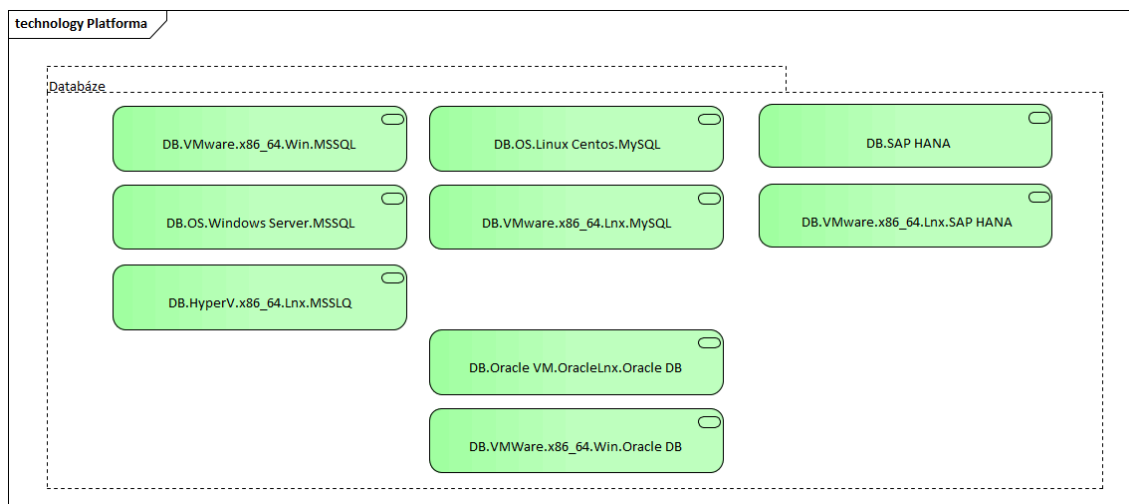 technology Platforma
Databáze
DB.VMware.x86_64.Win.MSSQL
DB.OS.Linux Centos.MySQL
DB.SAP HANA
DB.OS.Windows Server.MSSQL
DB.VMware.x86_64.Lnx.MySQL
DB.VMware.x86_64.Lnx.SAP HANA
DB.HyperV.x86_64.Lnx.MSSLQ
DB.Oracle VM.OracleLnx.Oracle DB
DB.VMWare.x86_64.Win.Oracle DB